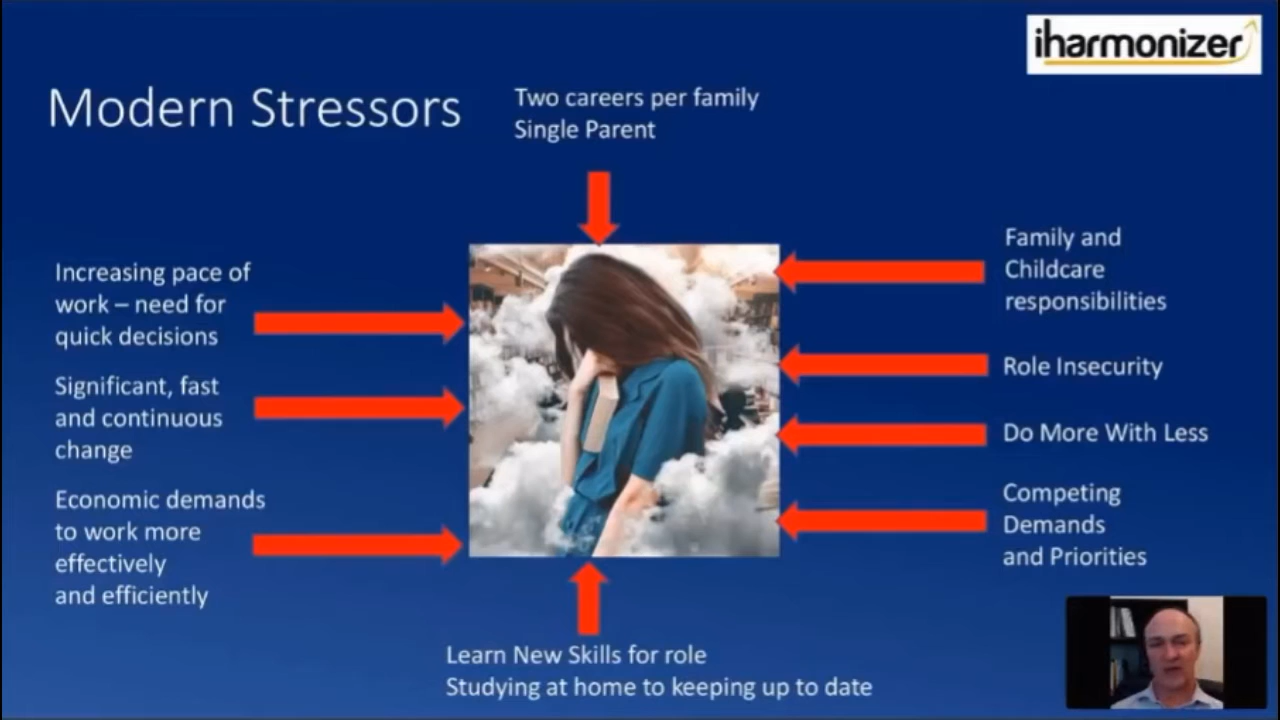 iharmonizer
Modern Stressors
Two careers per family
Single Parent
Increasing pace of
work – need for
quick decisions
Significant, fast
and continuous
change
Economic demands
to work more
effectively
and efficiently
Family and
Childcare
responsibilities
Role Insecurity
Do More With Less
Competing
Demands
and Priorities
Learn New Skills for role
Studying at home to keeping up to date